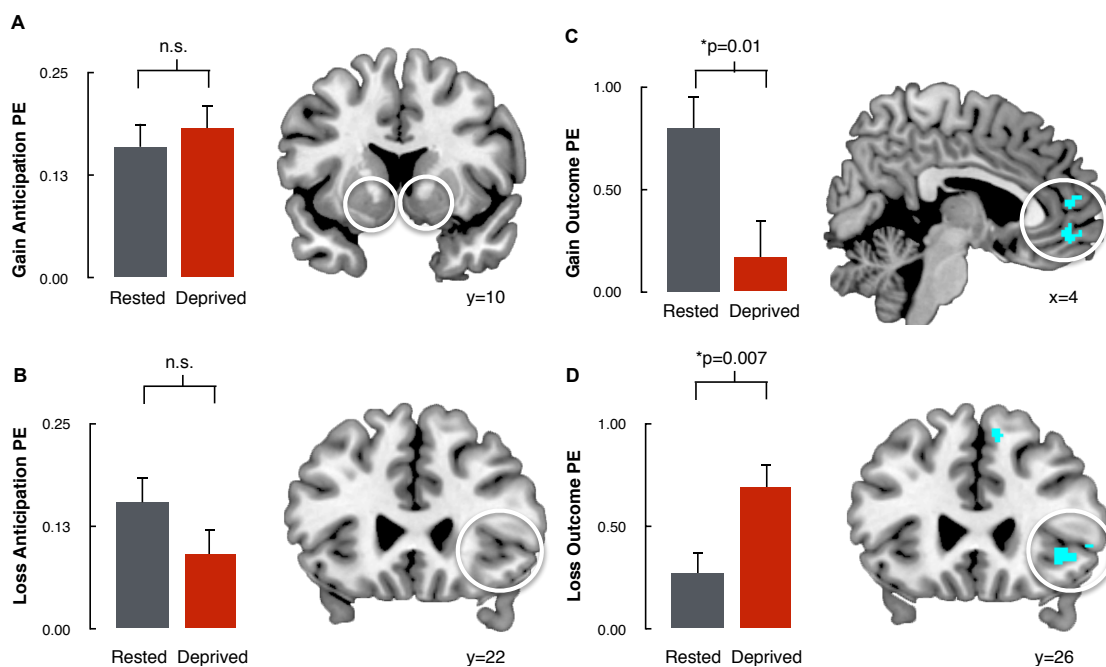 A
n.s.
0.25
0.13
0.00
Gain Anticipation PE
Rested Deprived
y=10
C
*p=0.01
1.00
0.50
0.00
Gain Outcome PE
Rested Deprived
x=4
B
n.s.
0.25
0.13
0.00
Loss Anticipation PE
Rested Deprived
y=22
D
*p=0.007
1.00
0.50
0.00
Loss Outcome PE
Rested Deprived
y=26